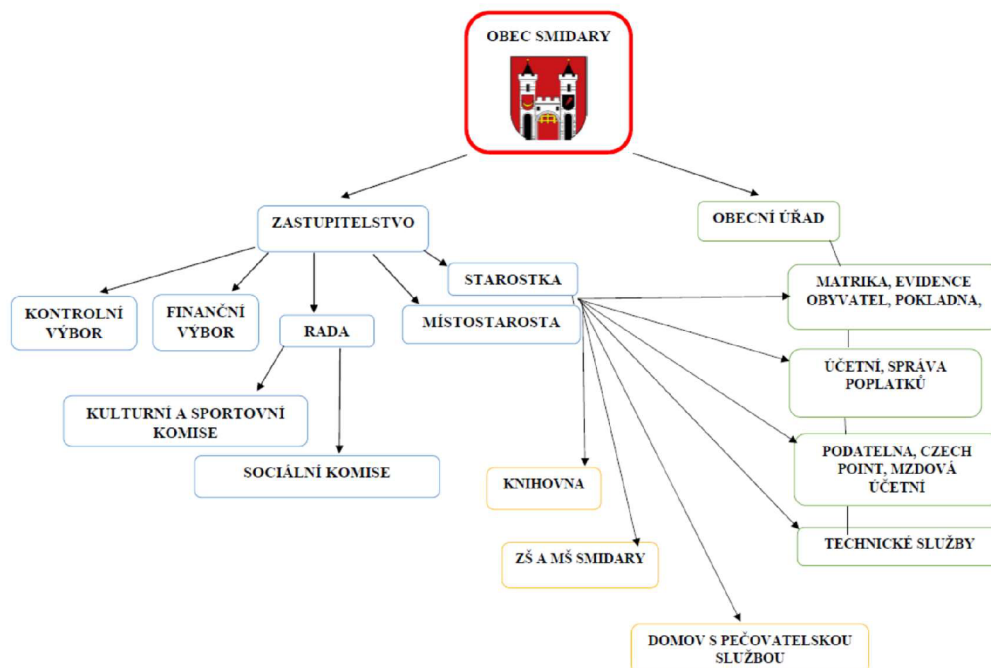 OBEC SMIDARY
ZASTUPITELSTVO
OBECNÍ ÚŘAD
STAROSTKA
MATRIKA, EVIDENCE
OBYVATEL, POKLADNA,
KONTROLNÍ
VÝBOR
FINANČNÍ
VÝBOR
RADA
MÍSTOSTAROSTA
ÚČETNÍ, SPRÁVA
POPLATKŮ
KULTURNÍ A SPORTOVNÍ
KOMISE
SOCIÁLNÍ KOMISE
KNIHOVNA
PODATELNA, CZECH
POINT, MZDOVÁ
ÚČETNÍ
ZŠ A MŠ SMIDARY
TECHNICKÉ SLUŽBY
DOMOV S PEČOVATELSKOU
SLUŽBOU